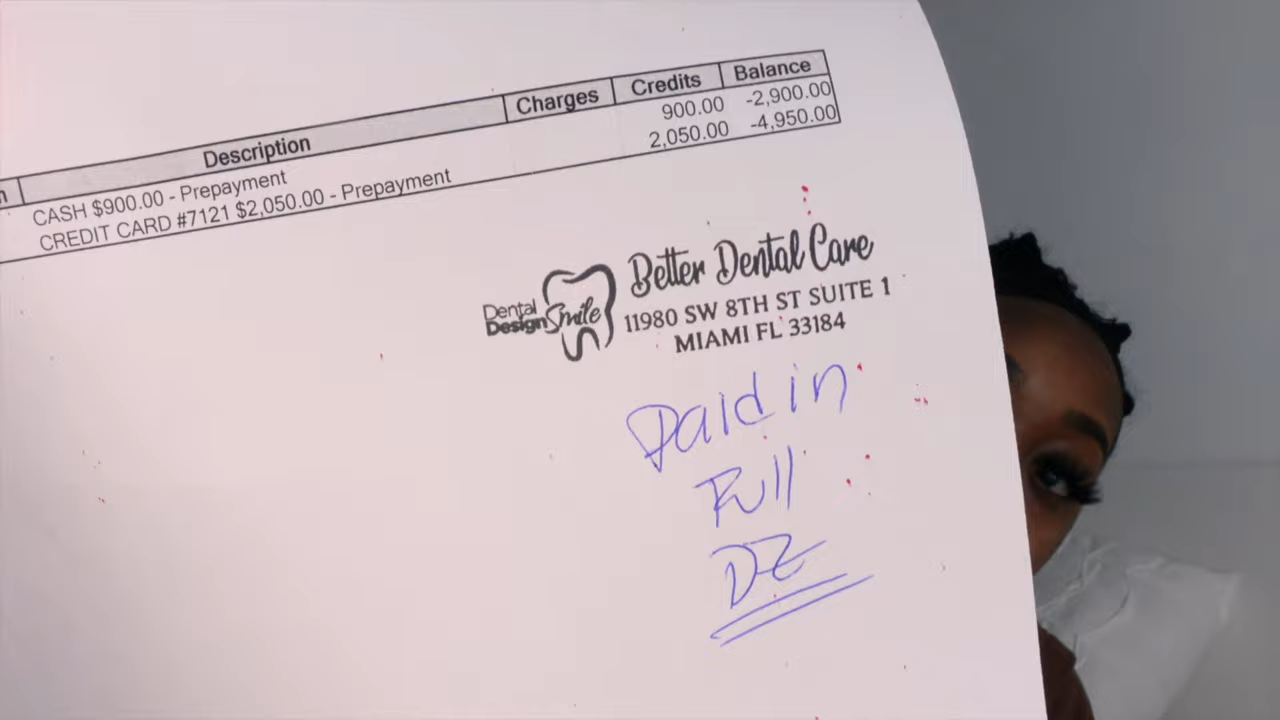 n Description Charges Credits Balance
CASH $900.00 - Prepayment 900.00 -2,900.00
CREDIT CARD #7121 $2,050.00 - Prepayment 2,050.00 -4,950.00
Dental
Design Smile
Better Dental Care
11980 SW 8TH ST SUITE 1
MIAMI FL 33184
Paid in
Full
DZ